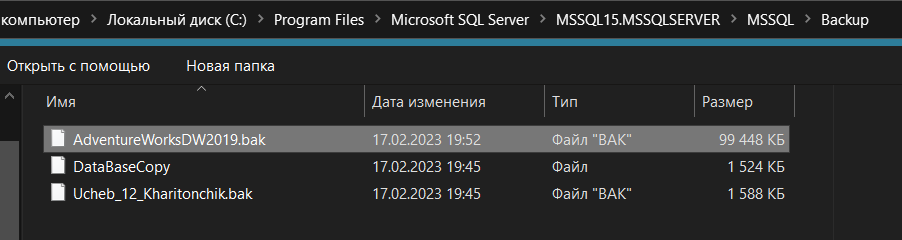 компьютер > Локальный диск (C:) > Program Files > Microsoft SQL Server > MSSQL15.MSSQLSERVER > MSSQL > Backup
Открыть с помощью Новая папка
Имя Дата изменения Тип Размер
AdventureWorksDW2019.bak 17.02.2023 19:52 Файл "BAK" 99 448 КБ
DataBaseCopy 17.02.2023 19:45 Файл 1 524 КБ
Ucheb_12_Kharitonchik.bak 17.02.2023 19:45 Файл "BAK" 1 588 КБ